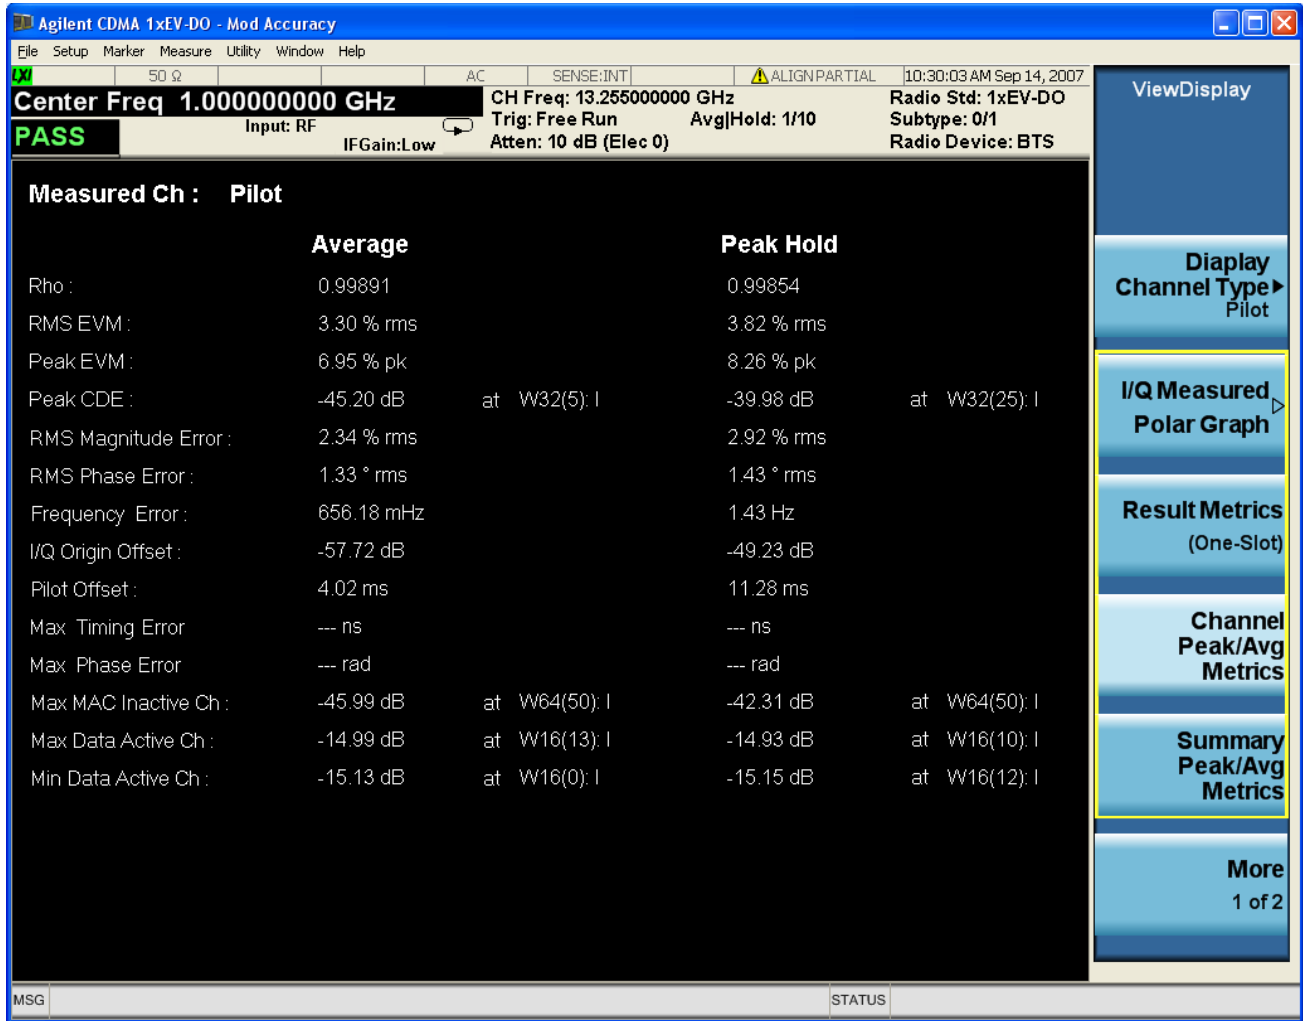 Agilent CDMA 1xEV-DO - Mod Accuracy
File Setup Marker Measure Utility Window Help
LXI 50 Ω AC SENSE:INT ALIGN PARTIAL 10:30:03 AM Sep 14, 2007
Center Freq 1.000000000 GHz
CH Freq: 13.255000000 GHz
Radio Std: 1xEV-DO
Input: RF
Trig: Free Run
Avg|Hold: 1/10
Subtype: 0/1
PASS
IFGain:Low
Atten: 10 dB (Elec 0)
Radio Device: BTS
Measured Ch : Pilot
Average Peak Hold
Rho : 0.99891 0.99854
RMS EVM : 3.30 % rms 3.82 % rms
Peak EVM : 6.95 % pk 8.26 % pk
Peak CDE : -45.20 dB at W32(5): I -39.98 dB at W32(25): I
RMS Magnitude Error : 2.34 % rms 2.92 % rms
RMS Phase Error : 1.33 ° rms 1.43 ° rms
Frequency Error : 656.18 mHz 1.43 Hz
I/Q Origin Offset : -57.72 dB -49.23 dB
Pilot Offset : 4.02 ms 11.28 ms
Max Timing Error --- ns --- ns
Max Phase Error --- rad --- rad
Max MAC Inactive Ch : -45.99 dB at W64(50): I -42.31 dB at W64(50): I
Max Data Active Ch : -14.99 dB at W16(13): I -14.93 dB at W16(10): I
Min Data Active Ch : -15.13 dB at W16(0): I -15.15 dB at W16(12): I
ViewDisplay
Diaplay
Channel Type
Pilot
I/Q Measured
Polar Graph
Result Metrics
(One-Slot)
Channel
Peak/Avg
Metrics
Summary
Peak/Avg
Metrics
More
1 of 2
MSG STATUS